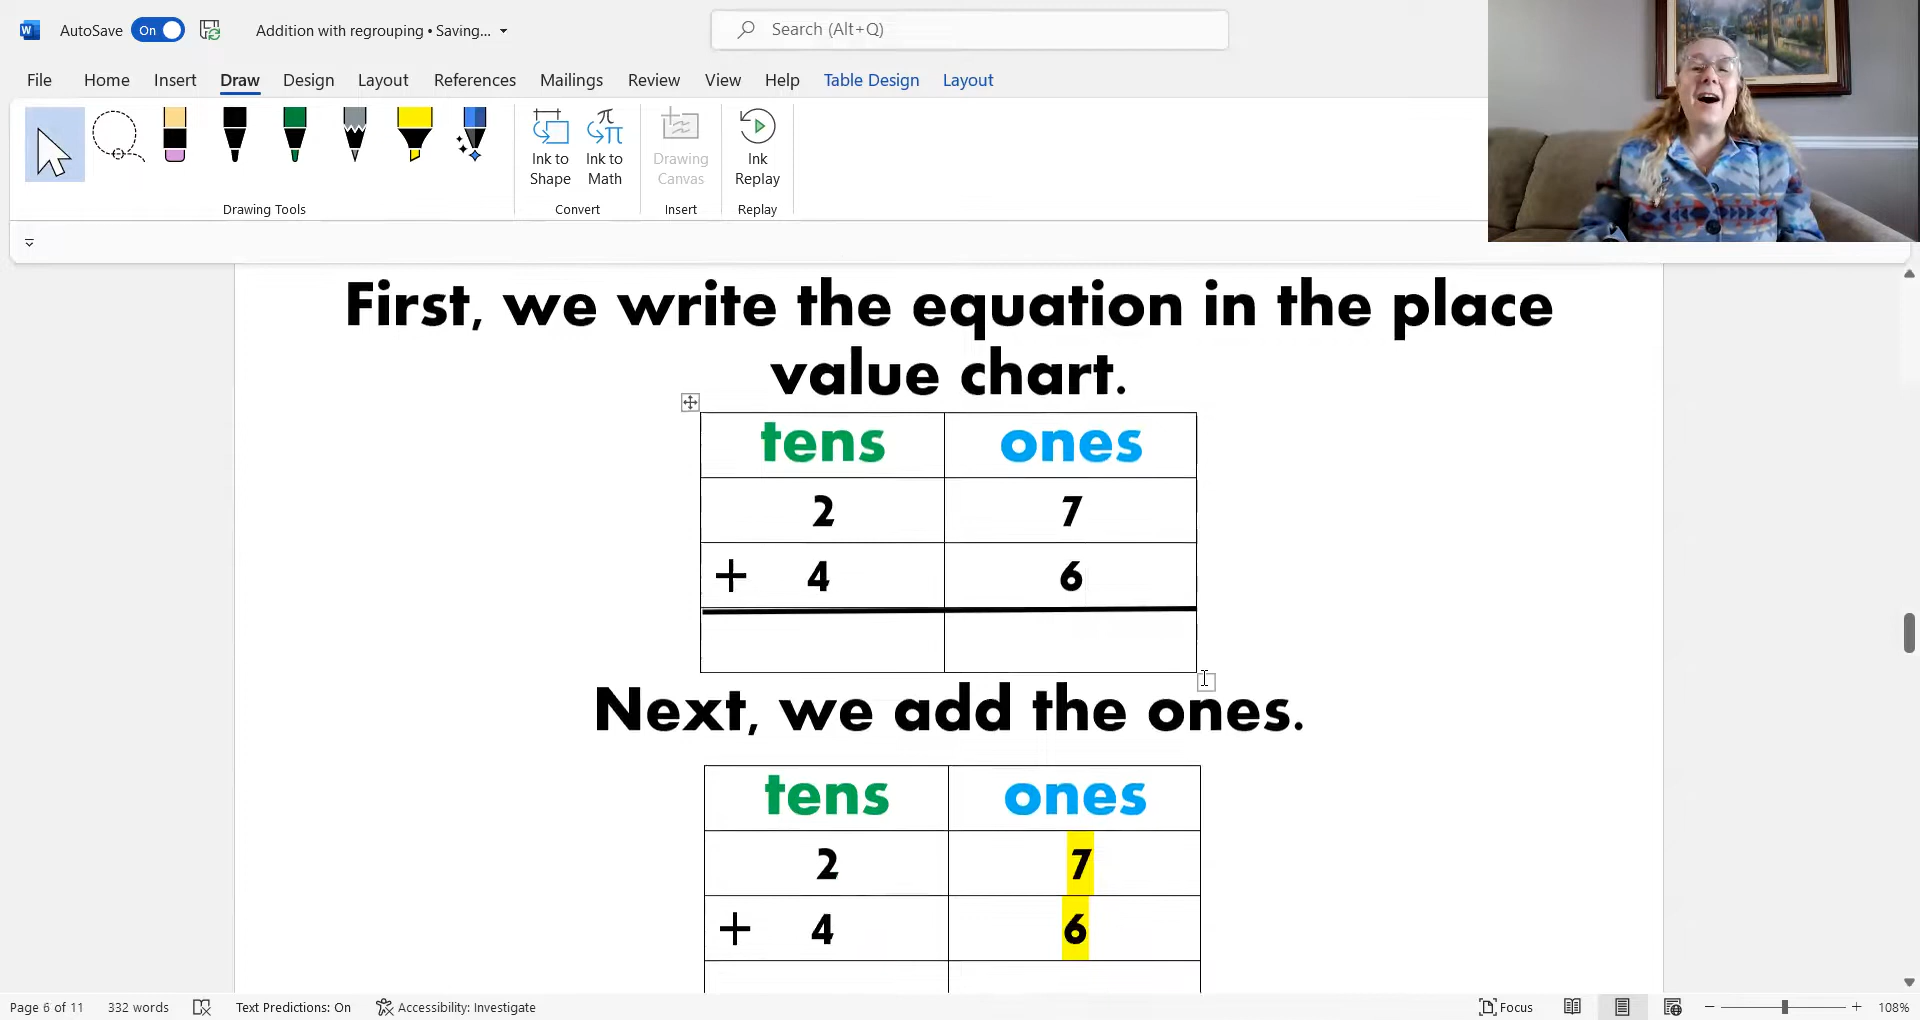 AutoSave On Addition with regrouping • Saving... Search (Alt+Q)
File Home Insert Draw Design Layout References Mailings Review View Help Table Design Layout
Ink to Shape
Ink to Math
Drawing Canvas
Ink Replay
Drawing Tools Convert Insert Replay
First, we write the equation in the place
value chart.
tens ones
2 7
+ 4 6
Next, we add the ones.
tens ones
2 7
+ 4 6
Page 6 of 11 332 words Text Predictions: On Accessibility: Investigate Focus 108%